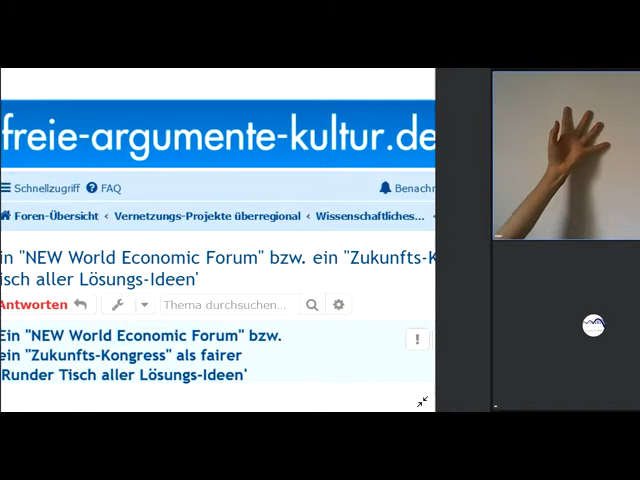 freie-argumente-kultur.de
Schnellzugriff FAQ Benachr
Foren-Übersicht ‹ Vernetzungs-Projekte überregional ‹ Wissenschaftliches...
in "NEW World Economic Forum" bzw. ein "Zukunfts-K
isch aller Lösungs-Ideen'
Antworten Thema durchsuchen...
Ein "NEW World Economic Forum" bzw.
ein "Zukunfts-Kongress" als fairer
Runder Tisch aller Lösungs-Ideen'